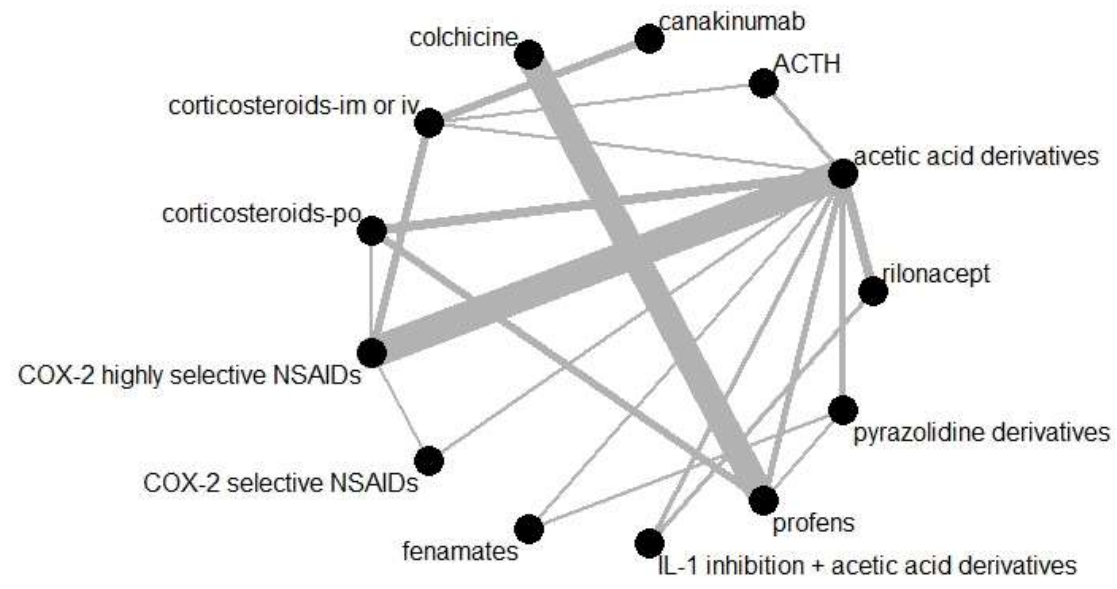 canakinumab
colchicine
ACTH
corticosteroids-im or iv
acetic acid derivatives
corticosteroids-po
rilonacept
COX-2 highly selective NSAIDs
pyrazolidine derivatives
COX-2 selective NSAIDs
profens
fenamates
IL-1 inhibition + acetic acid derivatives